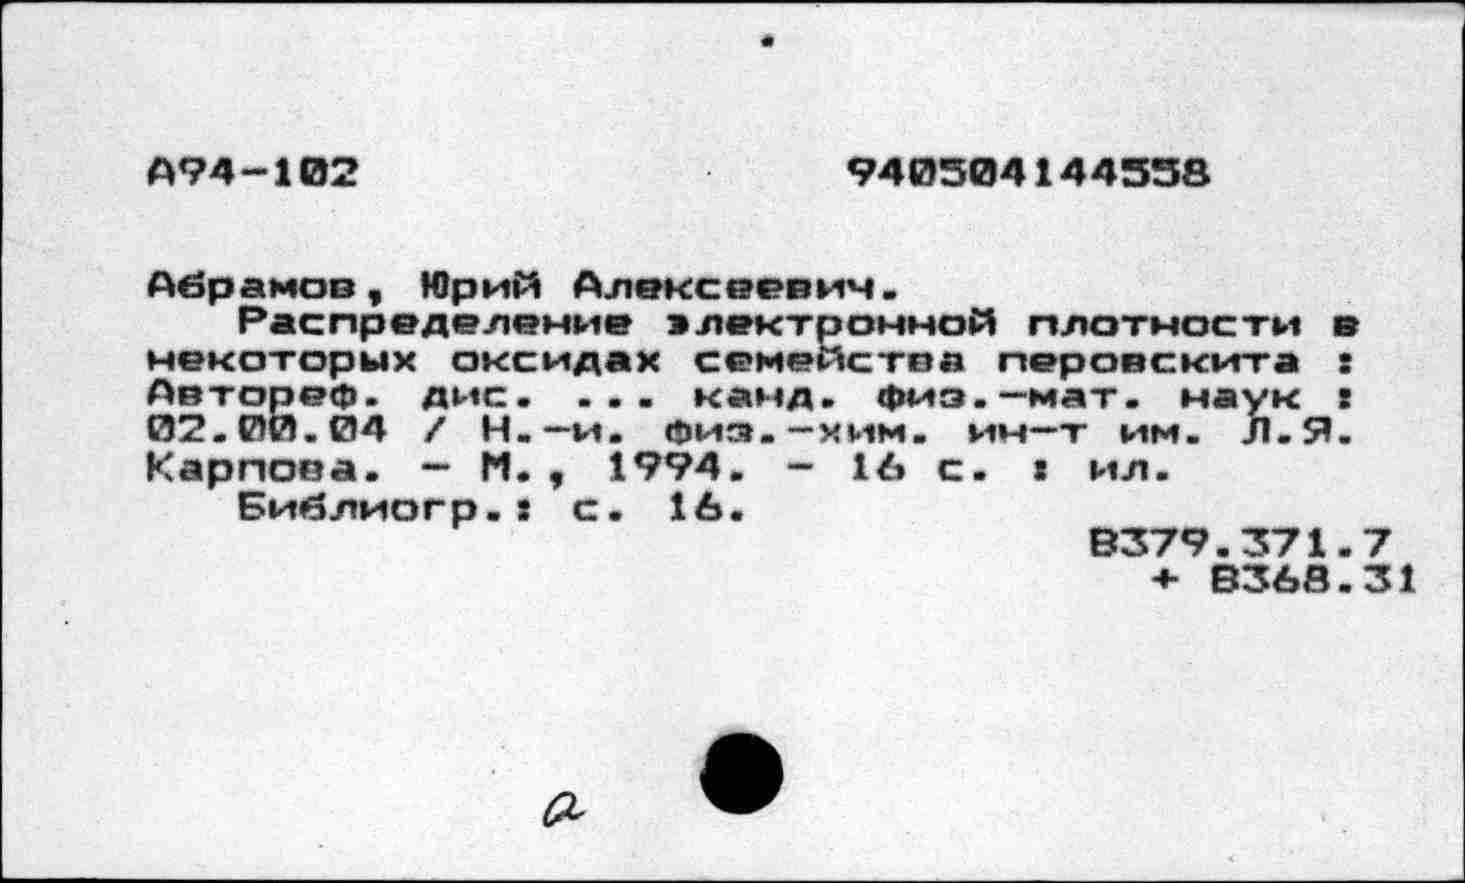 А94-102 940504144558
Абрамов, Юрий Алексеевич.
Распределение электронной плотности в
некоторых оксидах семейства перовскита :
Автореф. дис. ... канд. физ.-мат. наук :
02.00.04 / Н.-и. физ.-хим. ин-т им. Л.Я.
Карпова. - М., 1994. - 16 с. : ил.
Библиогр.: с. 16.
В379.371.7
+ В368.31
а